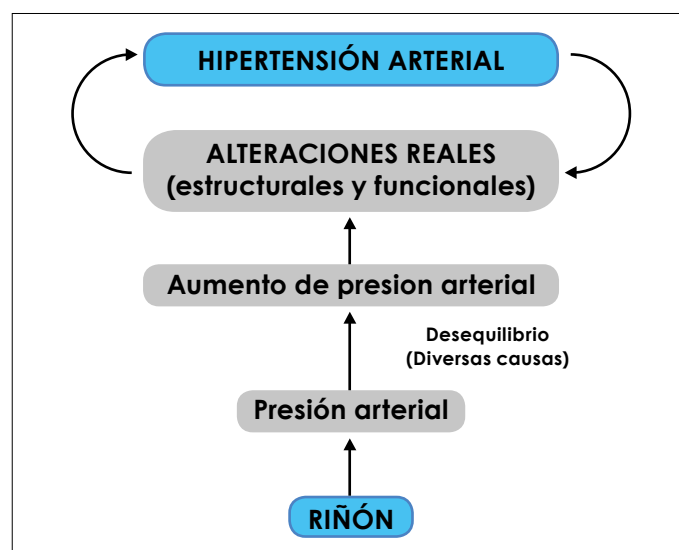 HIPERTENSIÓN ARTERIAL
ALTERACIONES REALES
(estructurales y funcionales)
Aumento de presion arterial
Desequilibrio
(Diversas causas)
Presión arterial
RIÑÓN